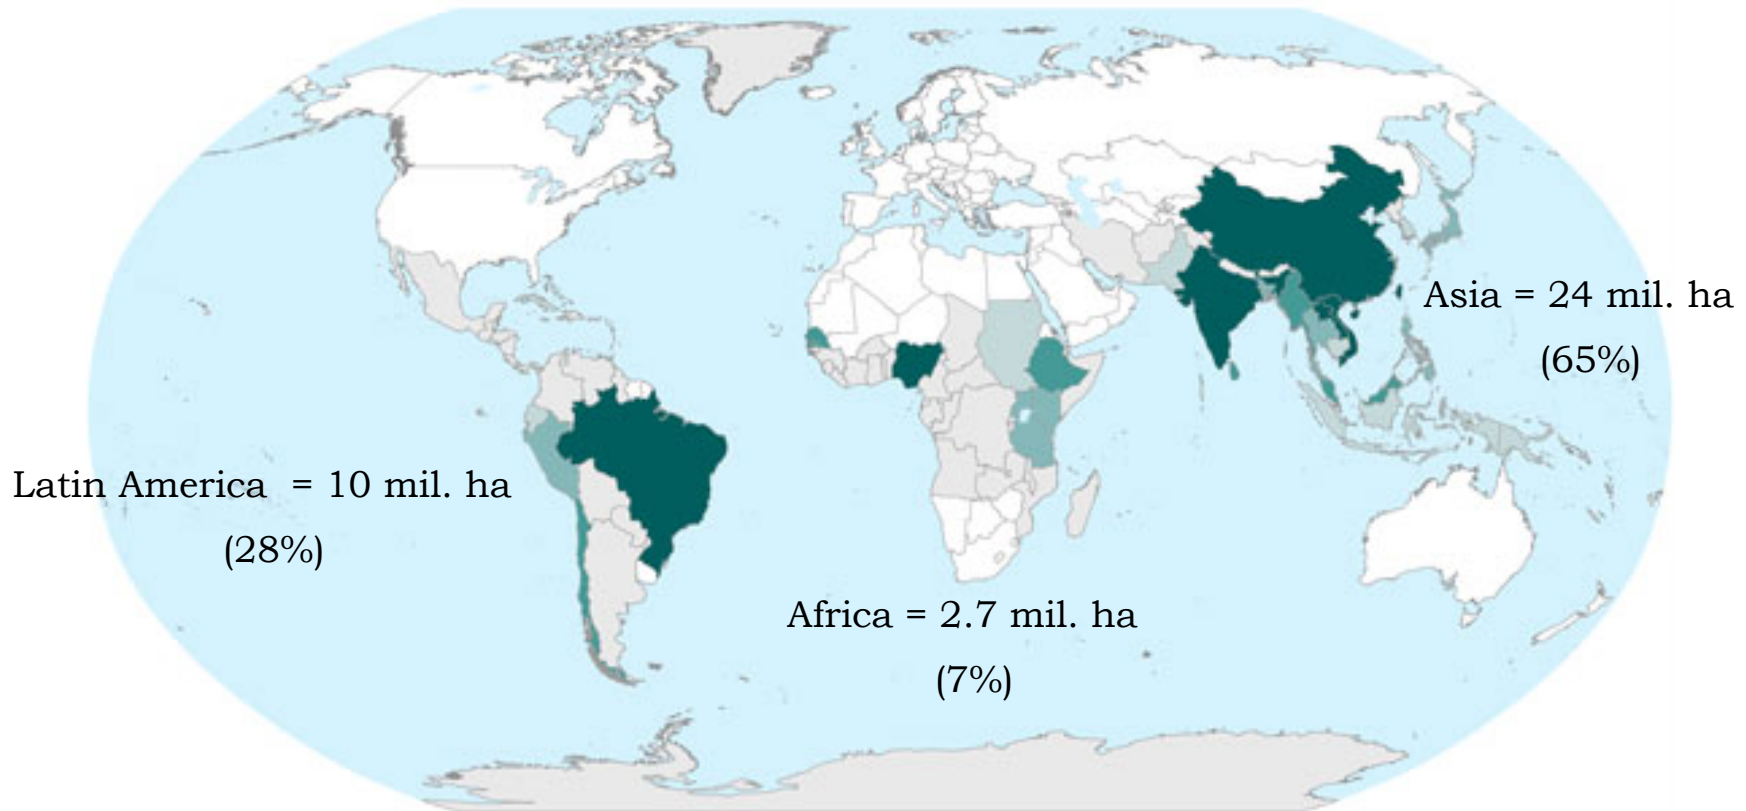 Asia = 24 mil. ha
(65%)
Latin America = 10 mil. ha
(28%)
Africa = 2.7 mil. ha
(7%)